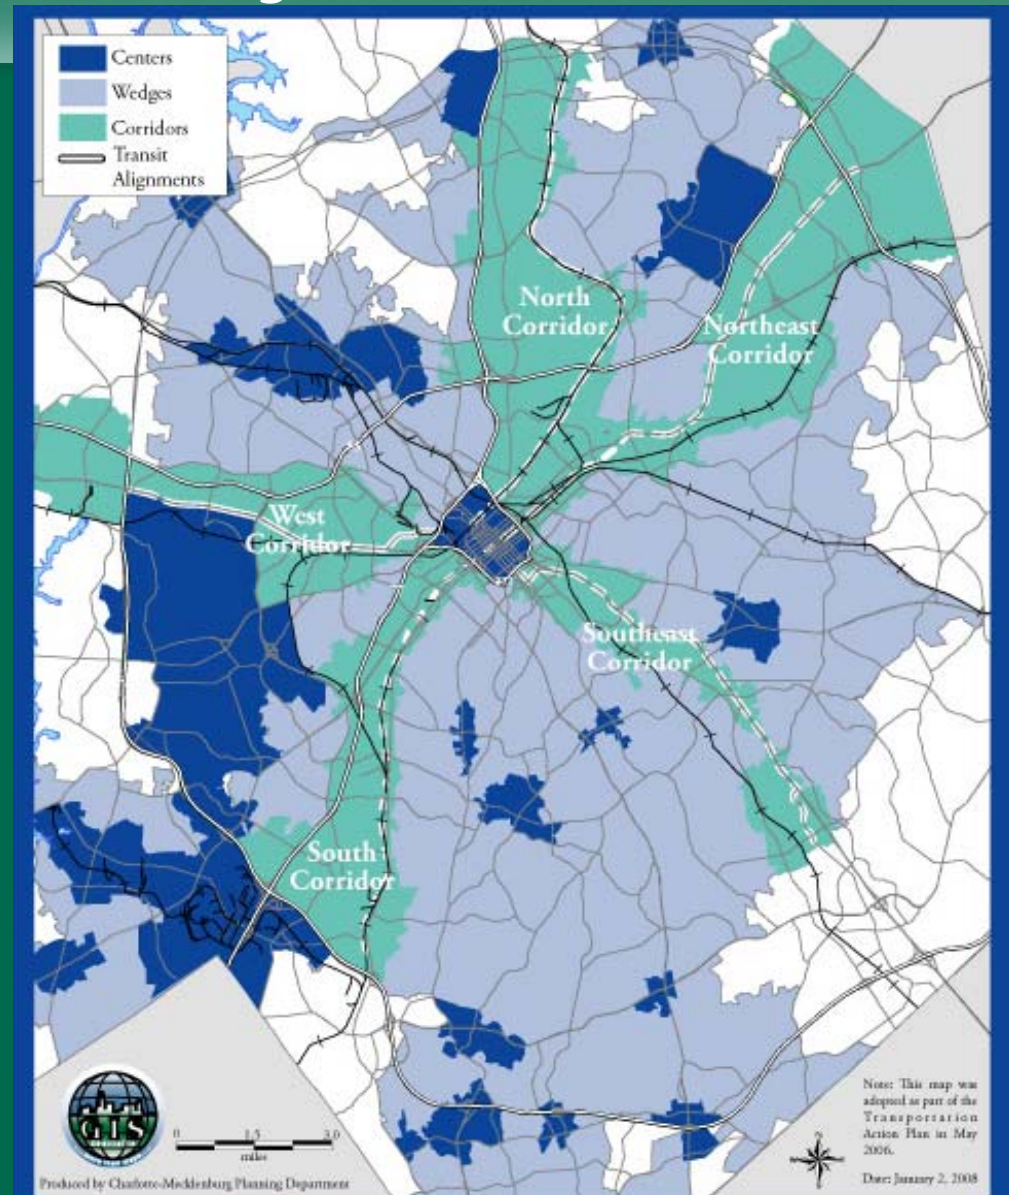 Centers
Wedges
Corridors
Transit
Alignments
North
Corridor
Northeast
Corridor
West
Corridor
Southeast
Corridor
South
Corridor
GIS
0 1.5 3.0
miles
Produced by Charlotte-Mecklenburg Planning Department
N
Note: This map was
adopted as part of the
Transportation
Action Plan in May
2006.
Date: January 2, 2008